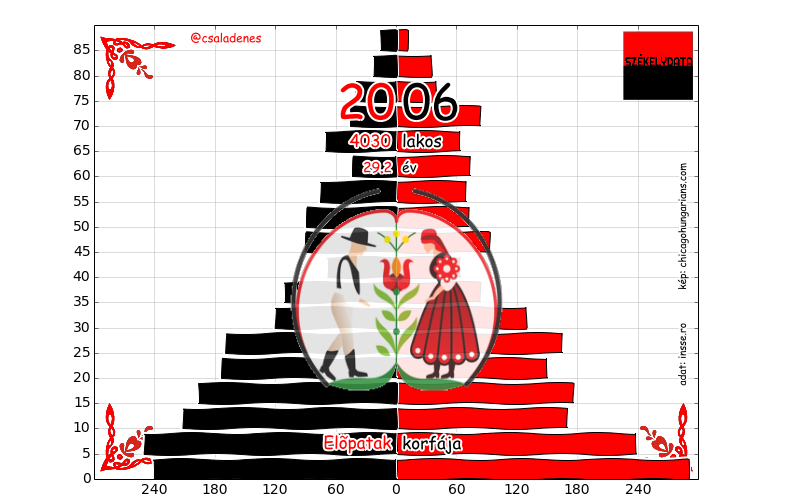 @csaladenes
SZÉKELYDATA
2006
4030 lakos
29.2 év
kép: chicagohungarians.com
adat: insse.ro
Előpatak korfája
85
80
75
70
65
60
55
50
45
40
35
30
25
20
15
10
5
0
240 180 120 60 0 60 120 180 240